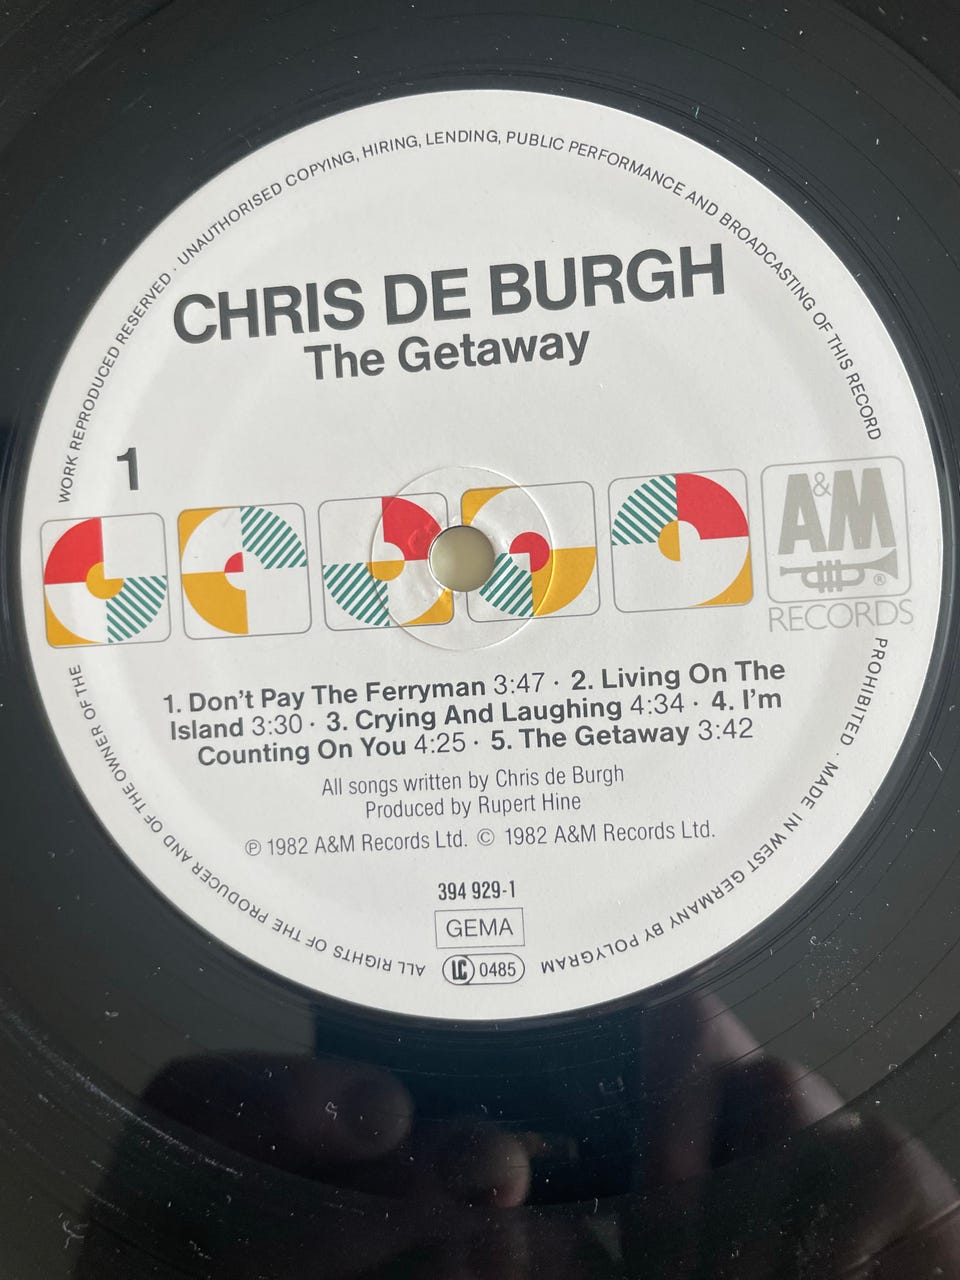 WORK REPRODUCED RESERVED · UNAUTHORISED COPYING, HIRING, LENDING, PUBLIC PERFORMANCE AND BROADCASTING OF THIS RECORD
CHRIS DE BURGH
The Getaway
1
A&M
®
RECORDS
1. Don't Pay The Ferryman 3:47 · 2. Living On The
Island 3:30 · 3. Crying And Laughing 4:34 · 4. I'm
Counting On You 4:25 · 5. The Getaway 3:42
All songs written by Chris de Burgh
Produced by Rupert Hine
℗ 1982 A&M Records Ltd. © 1982 A&M Records Ltd.
394 929-1
GEMA
LC 0485
PROHIBITED . MADE IN WEST GERMANY BY POLYGRAM
ALL RIGHTS OF THE PRODUCER AND OF THE OWNER OF THE